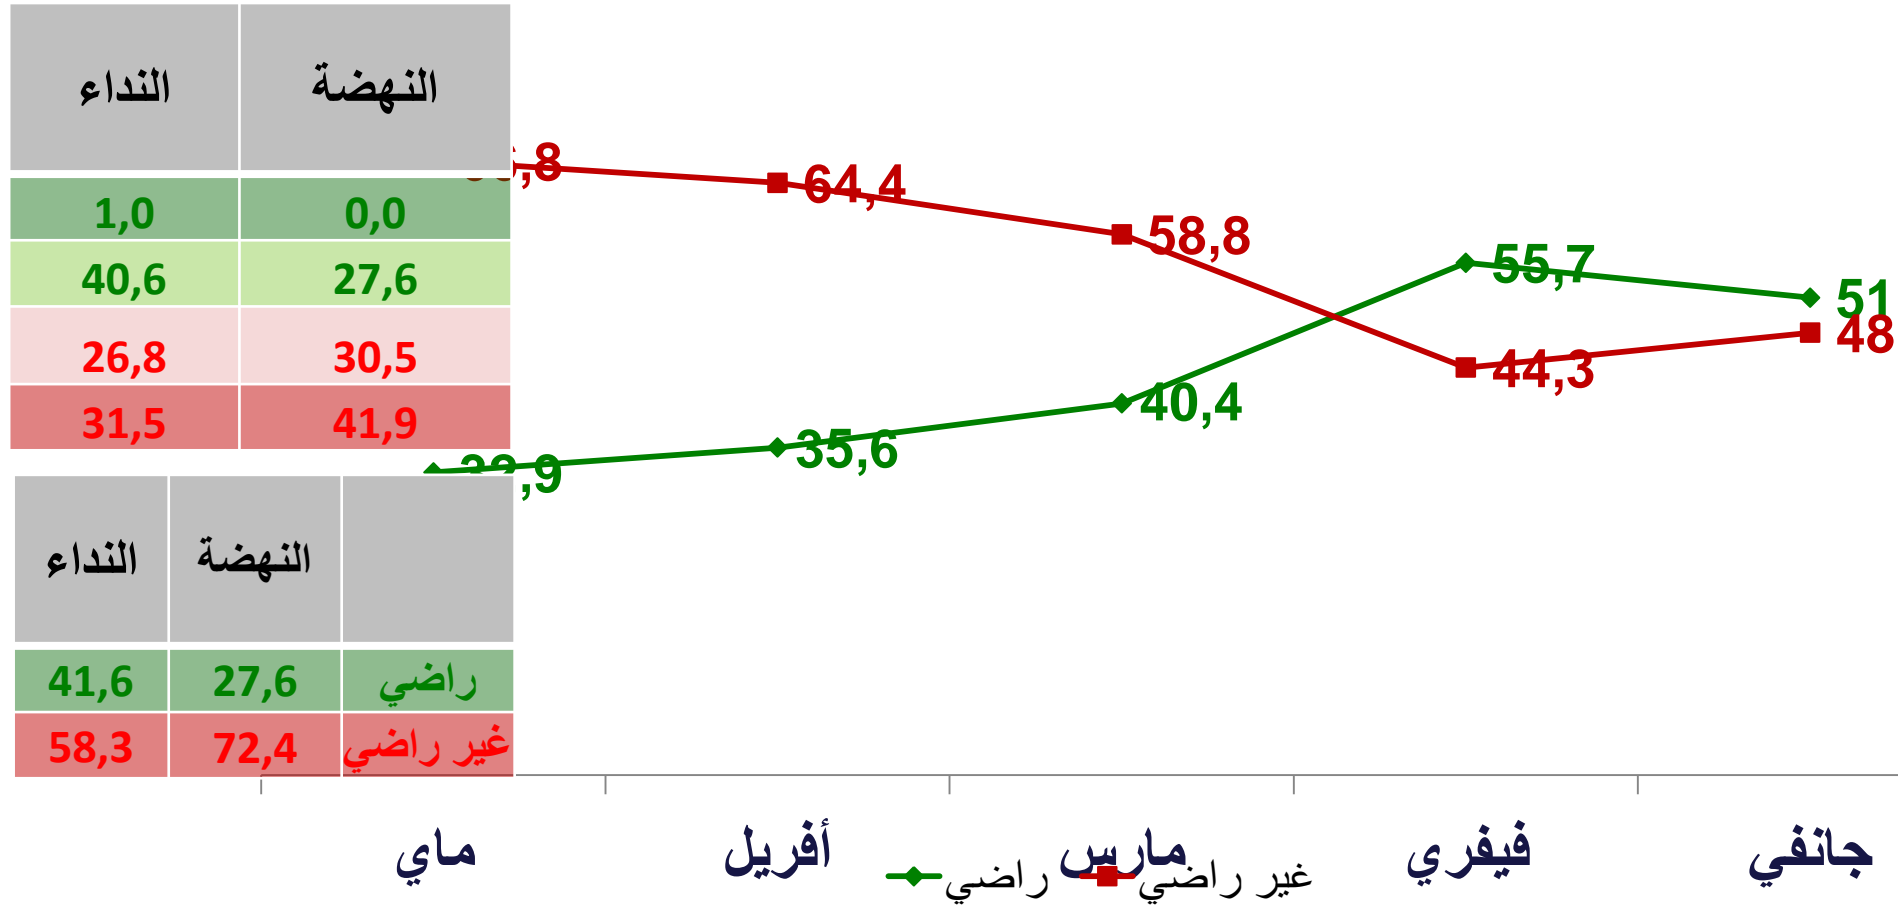 النهضة النداء
0,0 1,0
27,6 40,6
30,5 26,8
41,9 31,5
النهضة النداء
راضي 27,6 41,6
غير راضي 72,4 58,3
,8
64,4
58,8
44,3
48
,9
35,6
40,4
55,7
51
جانفي فيفري مارس أفريل ماي
راضي غير راضي